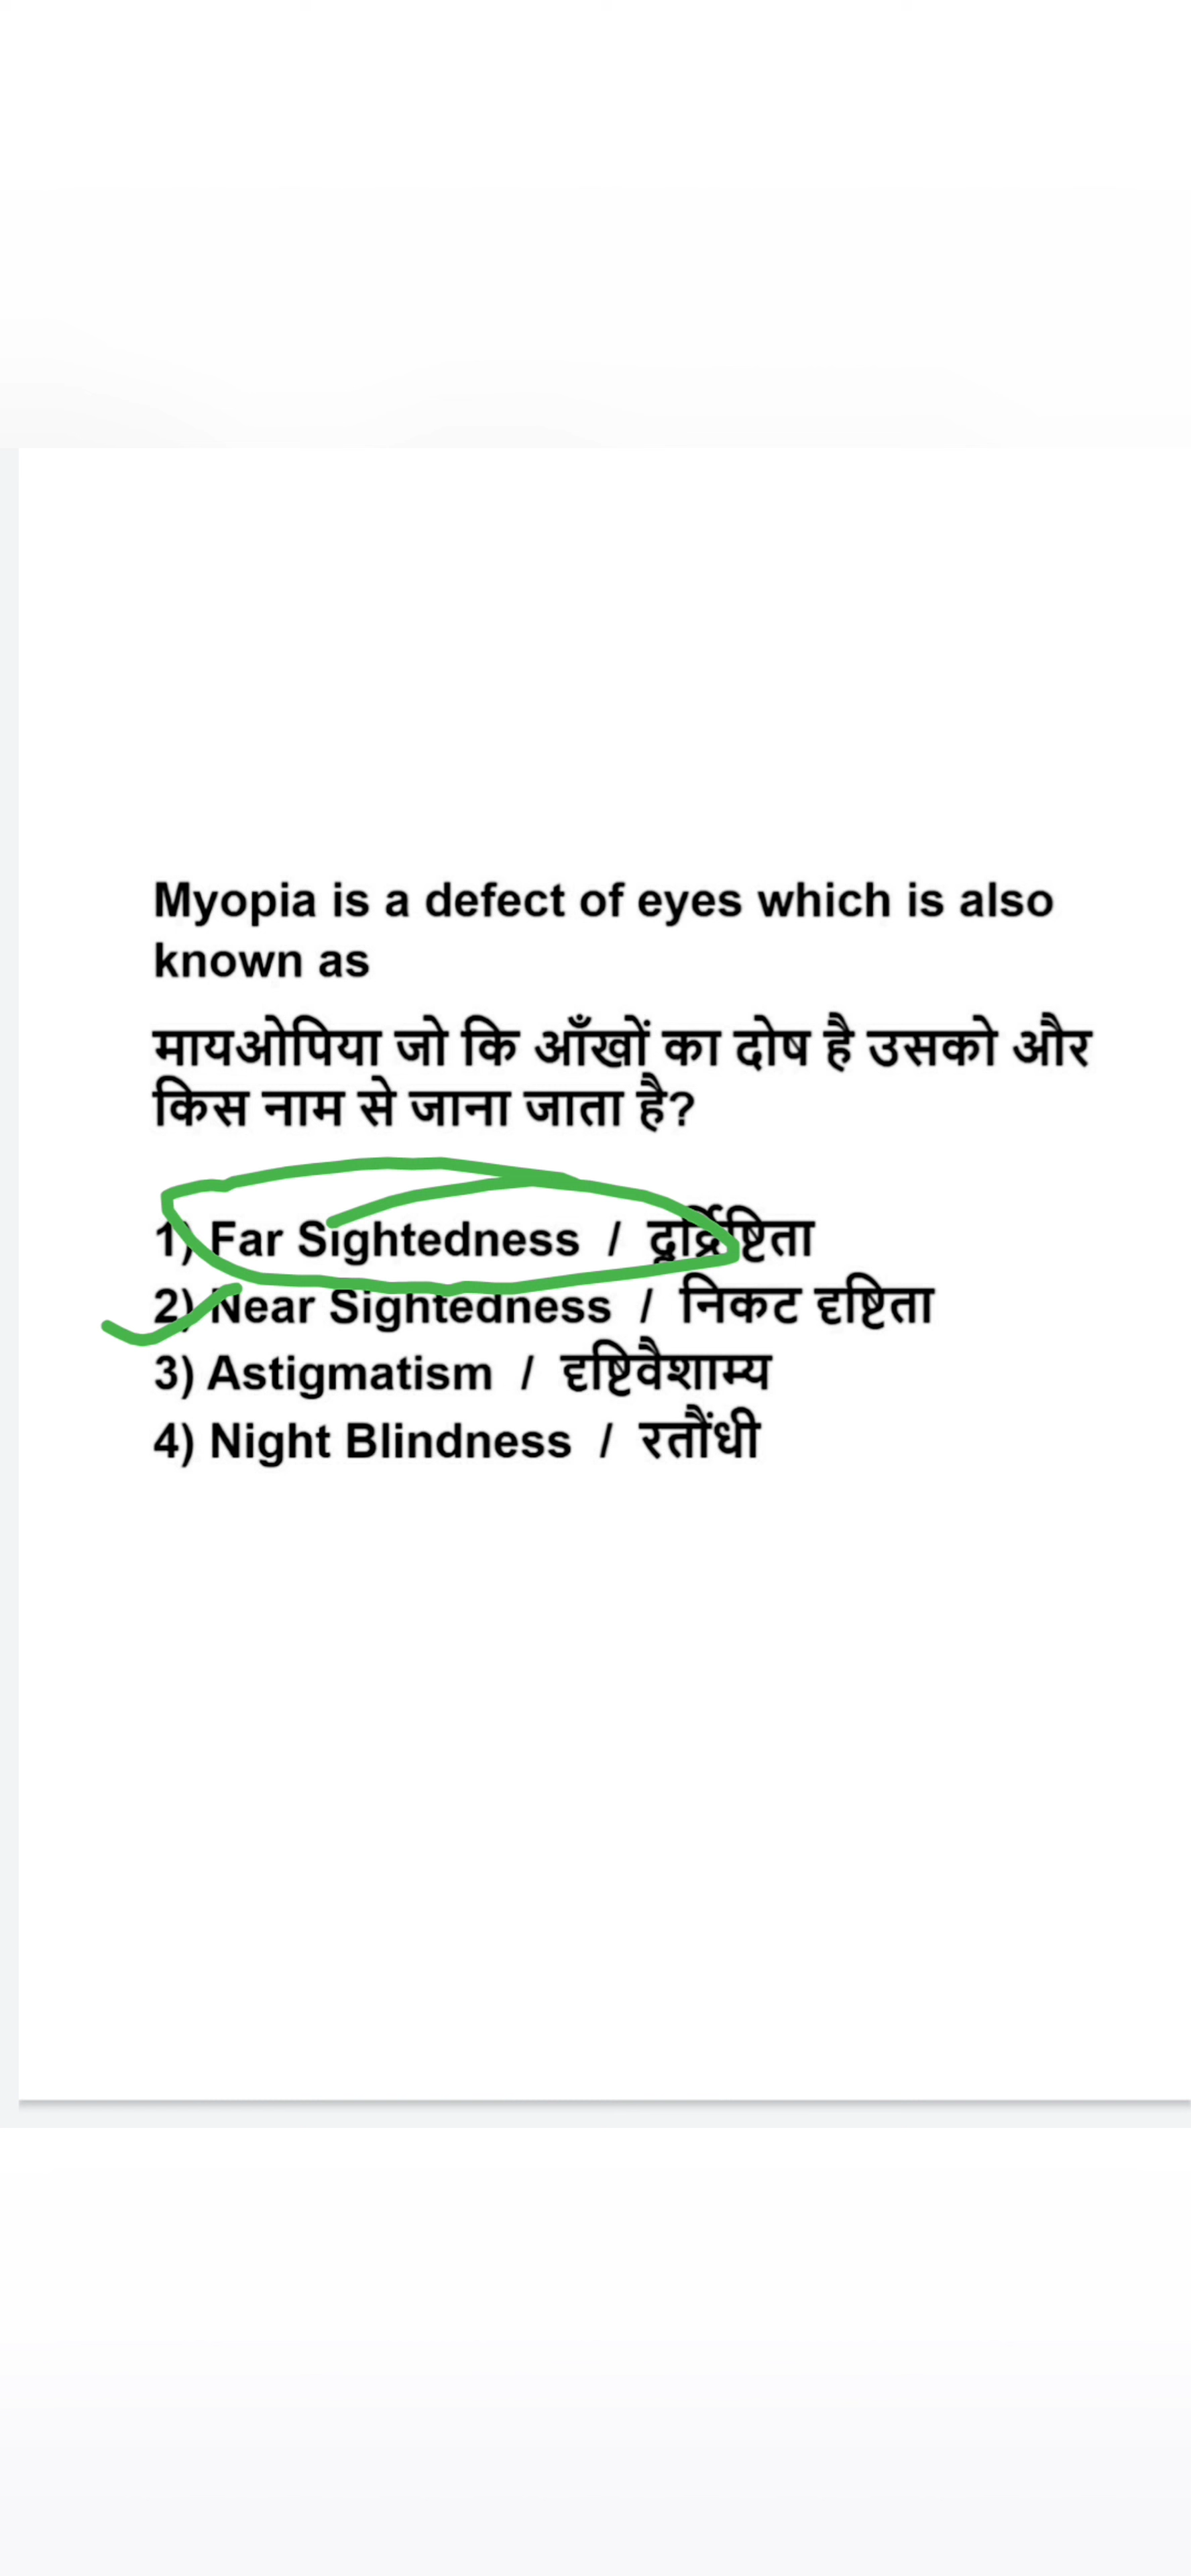 Myopia is a defect of eyes which is also
known as
मायओपिया जो कि आँखों का दोष है उसको और
किस नाम से जाना जाता है?
1) Far Sightedness / दूर्द्रिष्टिता
2) Near Sightedness / निकट दृष्टिता
3) Astigmatism / दृष्टिवैशाम्य
4) Night Blindness / रतौंधी